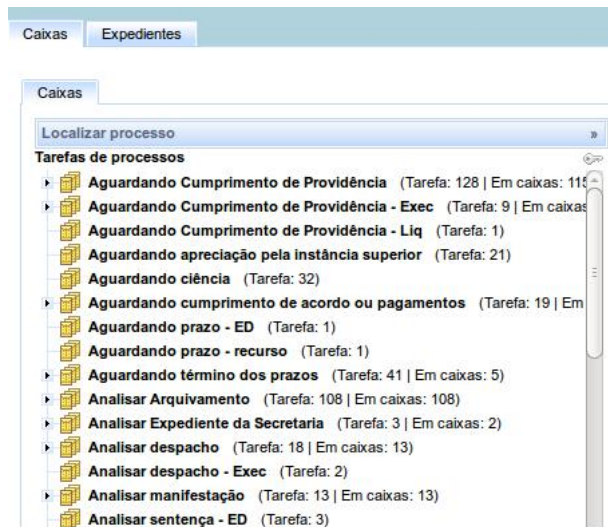 Caixas Expedientes
Caixas
Localizar processo »
Tarefas de processos
Aguardando Cumprimento de Providência (Tarefa: 128 | Em caixas: 115
Aguardando Cumprimento de Providência - Exec (Tarefa: 9 | Em caixas
Aguardando Cumprimento de Providência - Liq (Tarefa: 1)
Aguardando apreciação pela instância superior (Tarefa: 21)
Aguardando ciência (Tarefa: 32)
Aguardando cumprimento de acordo ou pagamentos (Tarefa: 19 | Em
Aguardando prazo - ED (Tarefa: 1)
Aguardando prazo - recurso (Tarefa: 1)
Aguardando término dos prazos (Tarefa: 41 | Em caixas: 5)
Analisar Arquivamento (Tarefa: 108 | Em caixas: 108)
Analisar Expediente da Secretaria (Tarefa: 3 | Em caixas: 2)
Analisar despacho (Tarefa: 18 | Em caixas: 13)
Analisar despacho - Exec (Tarefa: 2)
Analisar manifestação (Tarefa: 13 | Em caixas: 13)
Analisar sentença - ED (Tarefa: 3)